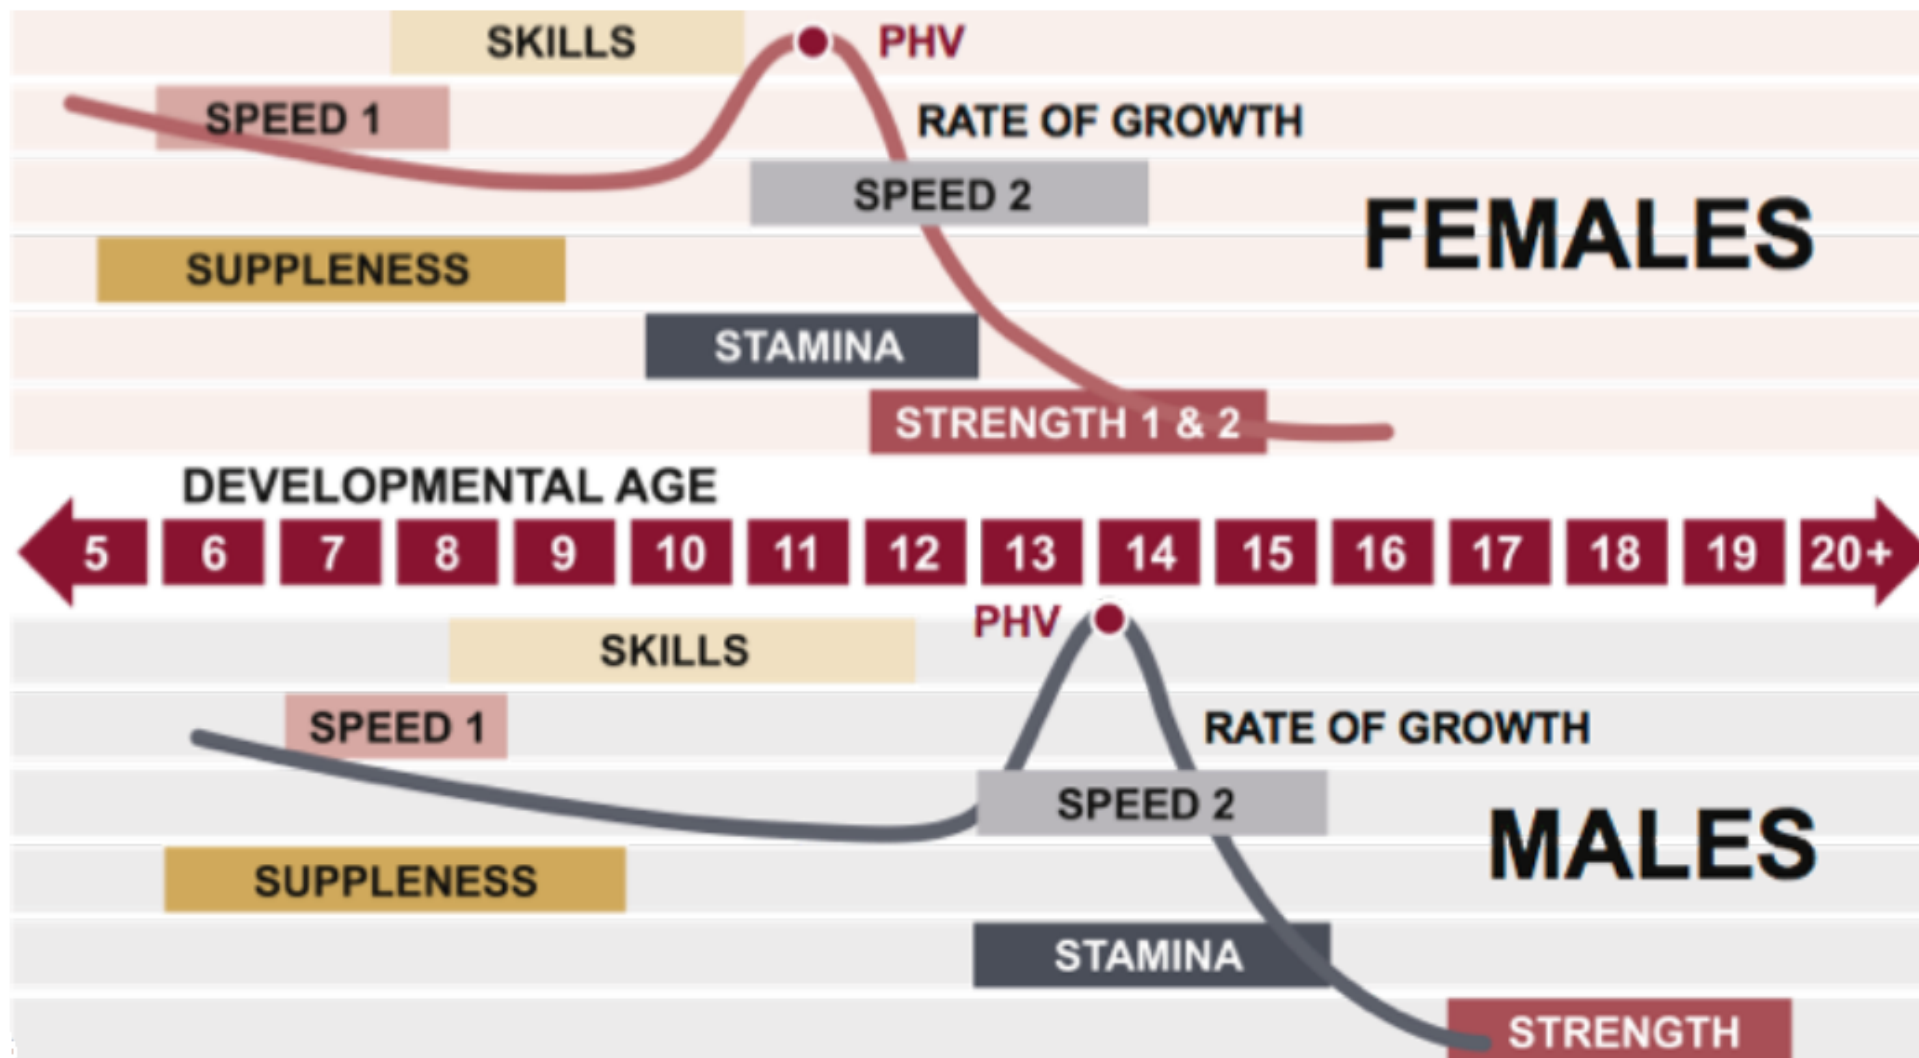 SKILLS
PHV
SPEED 1
RATE OF GROWTH
SPEED 2
FEMALES
SUPPLENESS
STAMINA
STRENGTH 1 & 2
DEVELOPMENTAL AGE
5 6 7 8 9 10 11 12 13 14 15 16 17 18 19 20+
PHV
SKILLS
SPEED 1
RATE OF GROWTH
SPEED 2
MALES
SUPPLENESS
STAMINA
STRENGTH